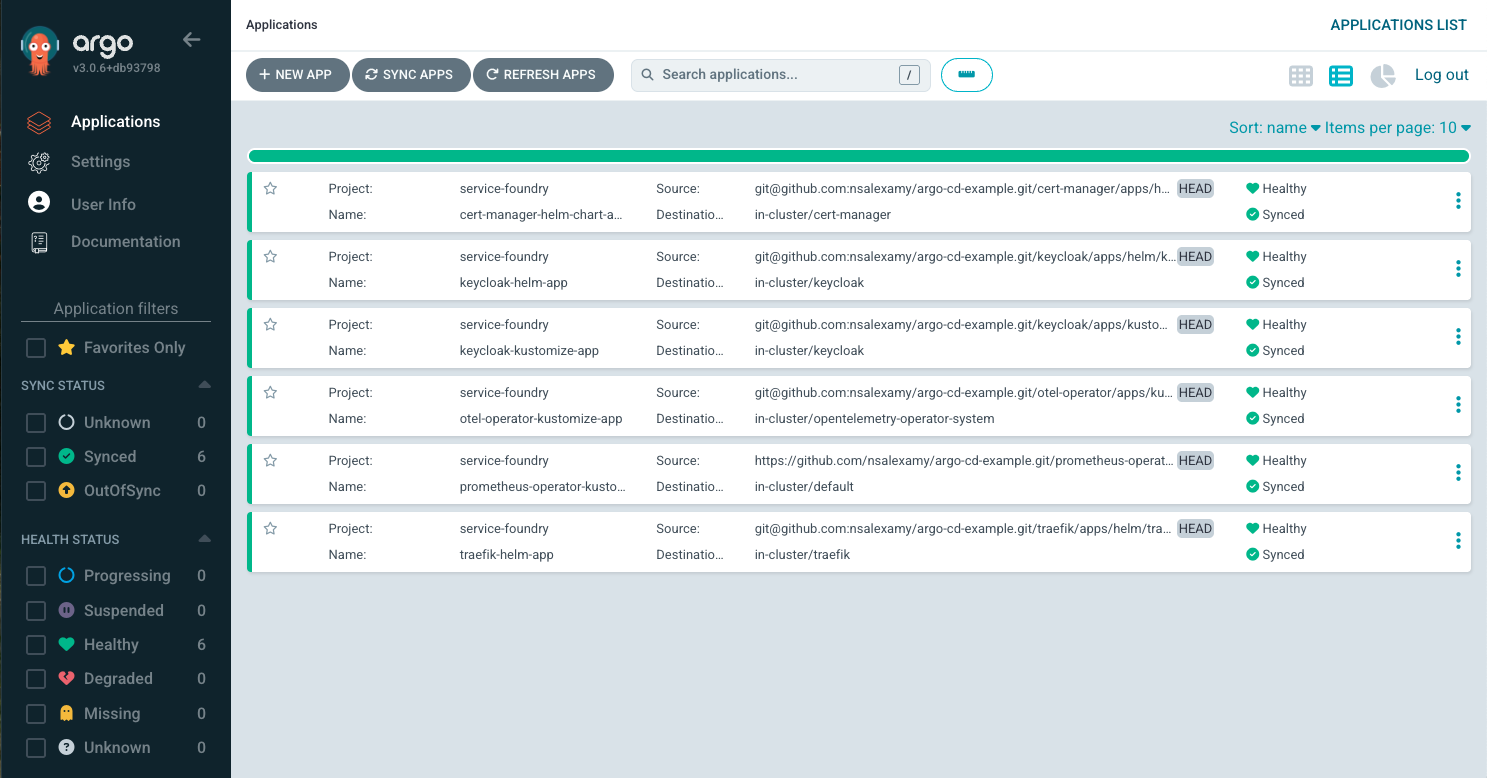 argo
v3.0.6+db93798
Applications
Settings
User Info
Documentation
Application filters
Favorites Only
SYNC STATUS
Unknown 0
Synced 6
OutOfSync 0
HEALTH STATUS
Progressing 0
Suspended 0
Healthy 6
Degraded 0
Missing 0
Unknown 0
Applications APPLICATIONS LIST
NEW APP SYNC APPS REFRESH APPS Search applications... / Log out
Sort: name Items per page: 10
Project: service-foundry Source: git@github.com:nsalexamy/argo-cd-example.git/cert-manager/apps/h... HEAD Healthy
Name: cert-manager-helm-chart-a... Destinatio... in-cluster/cert-manager Synced
Project: service-foundry Source: git@github.com:nsalexamy/argo-cd-example.git/keycloak/apps/helm/k... HEAD Healthy
Name: keycloak-helm-app Destinatio... in-cluster/keycloak Synced
Project: service-foundry Source: git@github.com:nsalexamy/argo-cd-example.git/keycloak/apps/kusto... HEAD Healthy
Name: keycloak-kustomize-app Destinatio... in-cluster/keycloak Synced
Project: service-foundry Source: git@github.com:nsalexamy/argo-cd-example.git/otel-operator/apps/ku... HEAD Healthy
Name: otel-operator-kustomize-app Destinatio... in-cluster/opentelemetry-operator-system Synced
Project: service-foundry Source: https://github.com/nsalexamy/argo-cd-example.git/prometheus-operat... HEAD Healthy
Name: prometheus-operator-kusto... Destinatio... in-cluster/default Synced
Project: service-foundry Source: git@github.com:nsalexamy/argo-cd-example.git/traefik/apps/helm/tra... HEAD Healthy
Name: traefik-helm-app Destinatio... in-cluster/traefik Synced